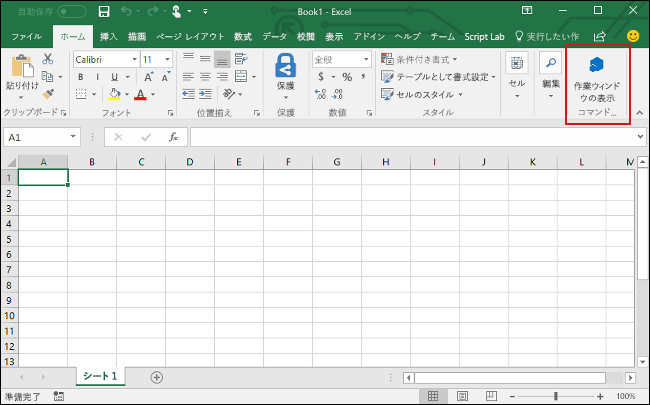 自動保存
Book1 - Excel
ファイル ホーム 挿入 描画 ページ レイアウト 数式 データ 校閲 表示 アドイン ヘルプ チーム Script Lab 実行したい作
貼り付け
クリップボード
Calibri 11
B I U
A A
フォント
位置揃え
保護
保護
全般
$ % ,
数値
条件付き書式
テーブルとして書式設定
セルのスタイル
スタイル
セル
編集
作業ウィンド
ウの表示
コマンド...
A1
fx
A B C D E F G H I J K L M
1
2
3
4
5
6
7
8
9
10
11
12
13
シート 1
準備完了
100%